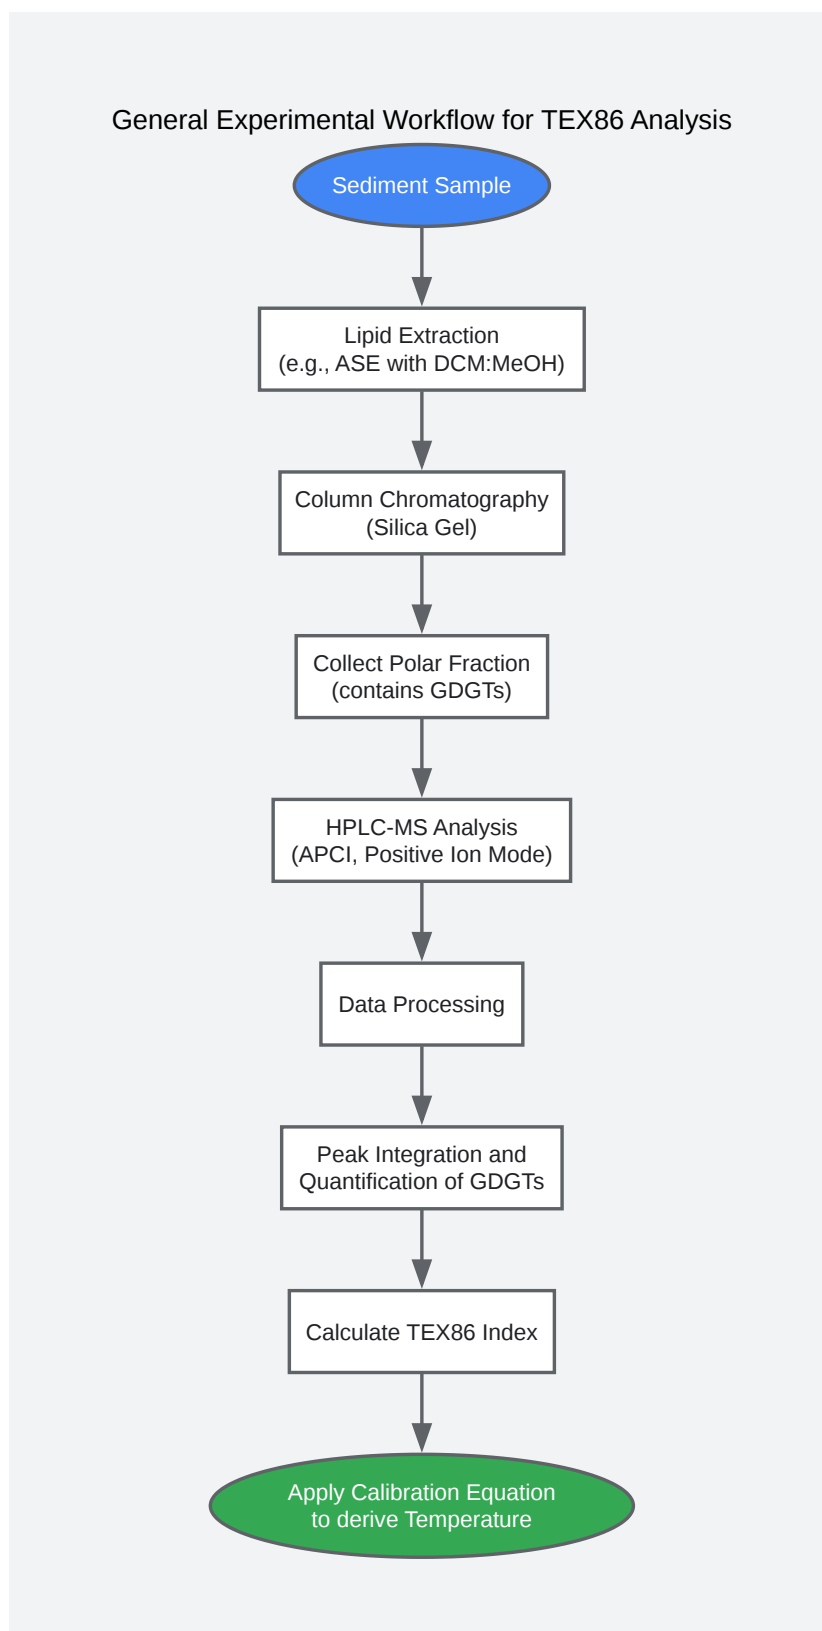 General Experimental Workflow for TEX86 Analysis
Sediment Sample
Lipid Extraction
(e.g., ASE with DCM:MeOH)
Column Chromatography
(Silica Gel)
Collect Polar Fraction
(contains GDGTs)
HPLC-MS Analysis
(APCI, Positive Ion Mode)
Data Processing
Peak Integration and
Quantification of GDGTs
Calculate TEX86 Index
Apply Calibration Equation
to derive Temperature